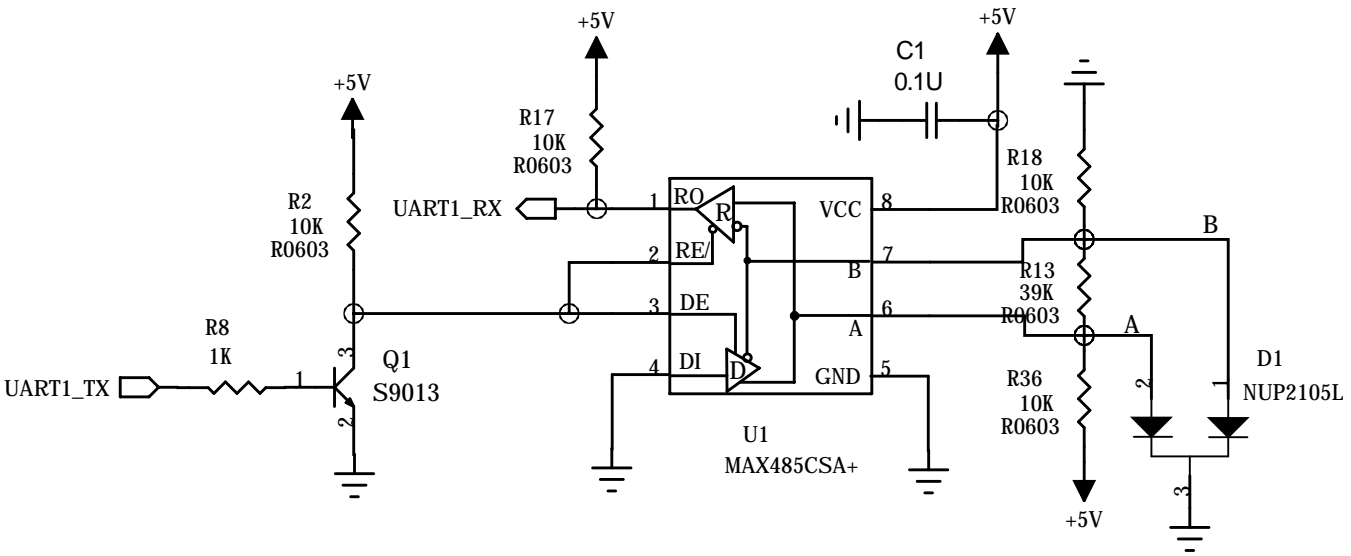 +5V
R2
10K
R0603
R8
1K
UART1_TX
1
3
2
Q1
S9013
+5V
R17
10K
R0603
UART1_RX
1
2
3
4
RO
R
RE/
DE
DI
D
VCC
B
A
GND
8
7
6
5
U1
MAX485CSA+
+5V
C1
0.1U
R18
10K
R0603
R13
39K
R0603
R36
10K
R0603
+5V
B
A
2
1
3
D1
NUP2105L